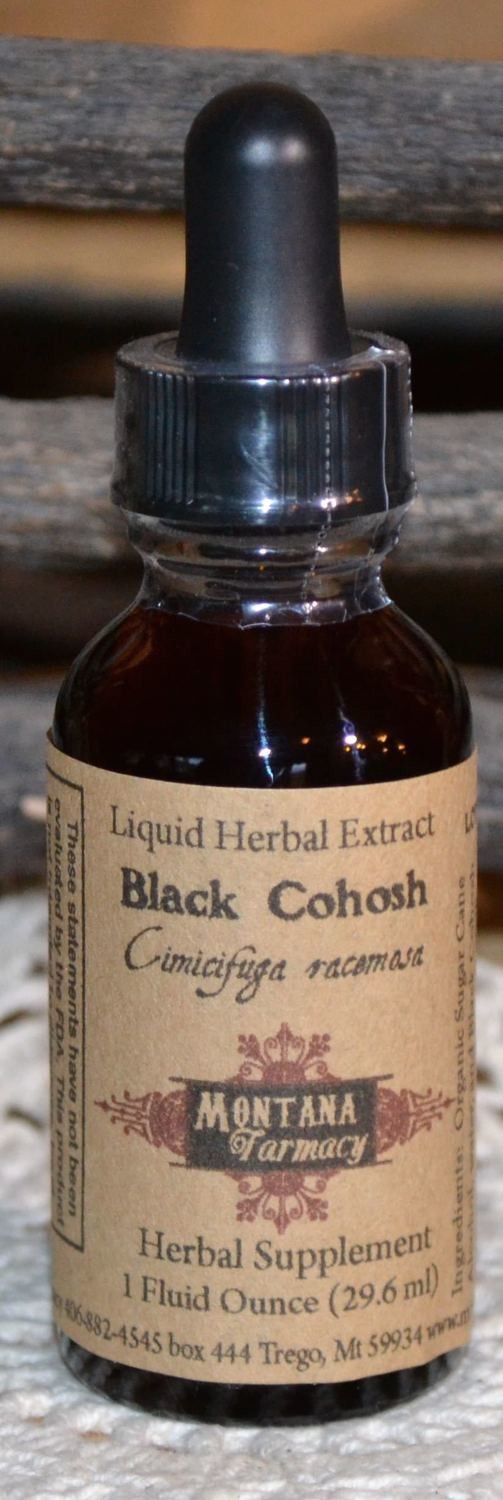 Liquid Herbal Extract
Black Cohosh
Cimicifuga racemosa
MONTANA
Farmacy
Herbal Supplement
1 Fluid Ounce (29.6 ml)
406-882-4545 box 444 Trego, Mt 59934
These statements have not been
evaluated by the FDA. This product
Ingredients: Organic Sugar Cane